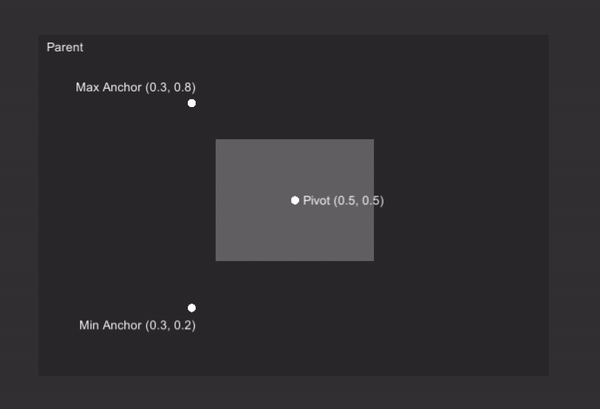 Parent
Max Anchor (0.3, 0.8)
Pivot (0.5, 0.5)
Min Anchor (0.3, 0.2)